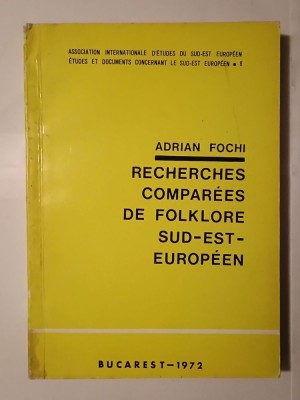 ASSOCIATION INTERNATIONALE D'ÉTUDES DU SUD-EST EUROPÉEN
ÉTUDES ET DOCUMENTS CONCERNANT LE SUD-EST EUROPÉEN • 8
ADRIAN FOCHI
RECHERCHES
COMPARÉES
DE FOLKLORE
SUD-EST-
EUROPÉEN
BUCAREST—1972